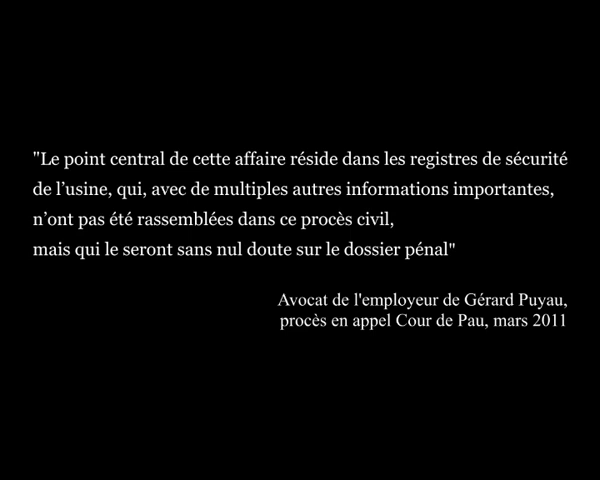 "Le point central de cette affaire réside dans les registres de sécurité
de l’usine, qui, avec de multiples autres informations importantes,
n’ont pas été rassemblées dans ce procès civil,
mais qui le seront sans nul doute sur le dossier pénal"
Avocat de l'employeur de Gérard Puyau,
procès en appel Cour de Pau, mars 2011